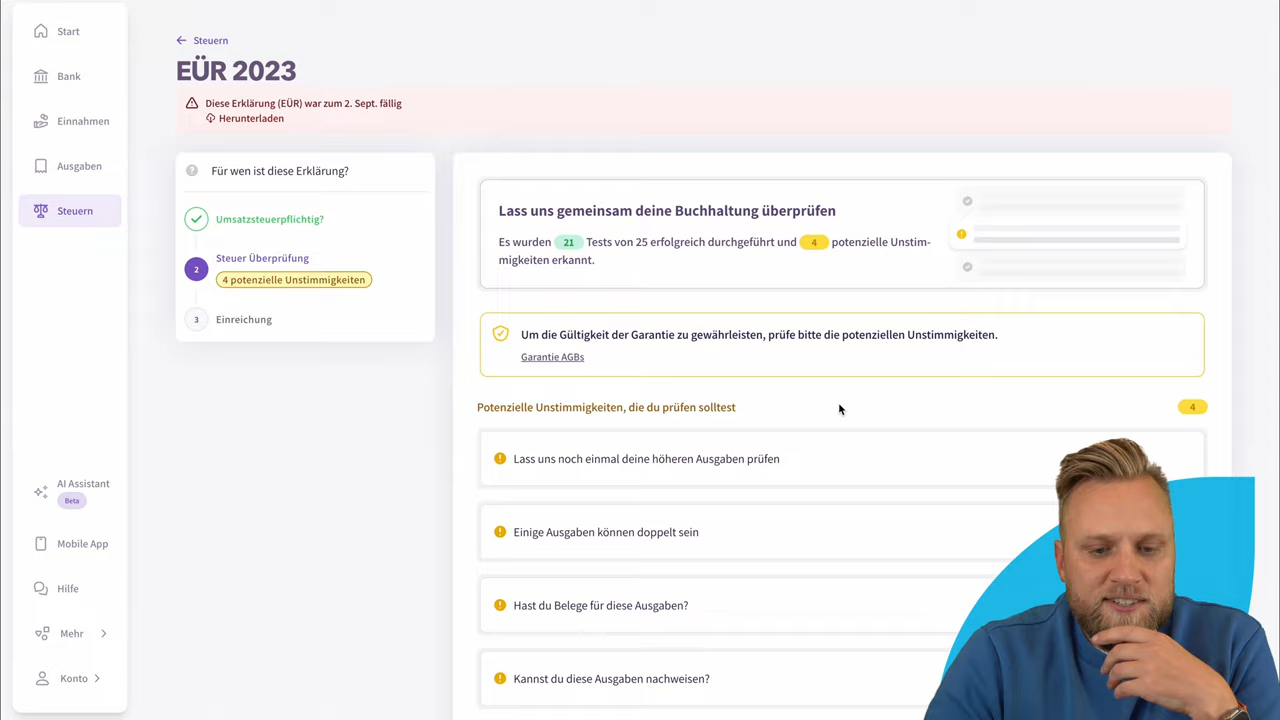 Start
Bank
Einnahmen
Ausgaben
Steuern
AI Assistant
Beta
Mobile App
Hilfe
Mehr
Konto
Steuern
EÜR 2023
Diese Erklärung (EÜR) war zum 2. Sept. fällig
Herunterladen
Für wen ist diese Erklärung?
Umsatzsteuerpflichtig?
2
Steuer Überprüfung
4 potenzielle Unstimmigkeiten
3
Einreichung
Lass uns gemeinsam deine Buchhaltung überprüfen
Es wurden 21 Tests von 25 erfolgreich durchgeführt und 4 potenzielle Unstim-
migkeiten erkannt.
Um die Gültigkeit der Garantie zu gewährleisten, prüfe bitte die potenziellen Unstimmigkeiten.
Garantie AGBs
Potenzielle Unstimmigkeiten, die du prüfen solltest
4
Lass uns noch einmal deine höheren Ausgaben prüfen
Einige Ausgaben können doppelt sein
Hast du Belege für diese Ausgaben?
Kannst du diese Ausgaben nachweisen?